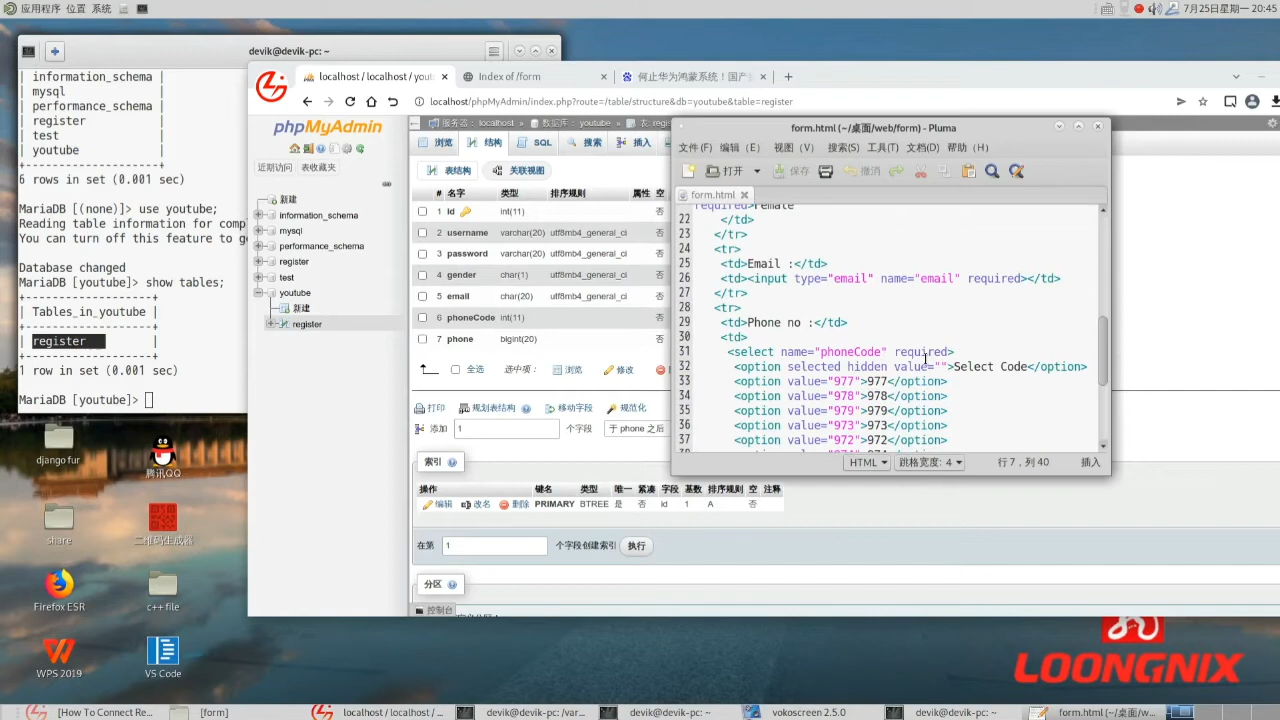 应用程序 位置 系统
7月25日星期一 20:45
devik@devik-pc: ~
| information_schema |
| mysql |
| performance_schema |
| register |
| test |
| youtube |
+--------------------+
6 rows in set (0.001 sec)
MariaDB [(none)]> use youtube;
Reading table information for comp
You can turn off this feature to ge
Database changed
MariaDB [youtube]> show tables;
+-------------------+
| Tables_in_youtube |
+-------------------+
| register |
+-------------------+
1 row in set (0.001 sec)
MariaDB [youtube]>
localhost / localhost / yout
Index of /form
何止华为鸿蒙系统！国产
localhost/phpMyAdmin/index.php?route=/table/structure&db=youtube&table=register
phpMyAdmin
近期访问 表收藏夹
新建
information_schema
mysql
performance_schema
register
test
youtube
新建
register
服务器： localhost » 数据库： youtube » 表: regis
浏览 结构 SQL 搜索 插入
表结构 关联视图
# 名字 类型 排序规则 属性 空
1 id int(11) 否
2 username varchar(20) utf8mb4_general_ci 否
3 password varchar(20) utf8mb4_general_ci 否
4 gender char(1) utf8mb4_general_ci 否
5 email char(20) utf8mb4_general_ci 否
6 phoneCode int(11) 否
7 phone bigint(20) 否
全选 选中项： 浏览 修改
打印 规划表结构 移动字段 规范化
添加 1 个字段 于 phone 之后
索引
操作 键名 类型 唯一 紧凑 字段 基数 排序规则 空 注释
编辑 改名 删除 PRIMARY BTREE 是 否 id 1 A 否
在第 1 个字段创建索引 执行
分区
控制台
form.html (~/桌面/web/form) - Pluma
文件(F) 编辑（E） 视图（V） 搜索(S) 工具(T) 文档(D) 帮助（H）
打开 保存 撤消
form.html
required>Female
22 </td>
23 </tr>
24 <tr>
25 <td>Email :</td>
26 <td><input type="email" name="email" required></td>
27 </tr>
28 <tr>
29 <td>Phone no :</td>
30 <td>
31 <select name="phoneCode" required>
32 <option selected hidden value="">Select Code</option>
33 <option value="977">977</option>
34 <option value="978">978</option>
35 <option value="979">979</option>
36 <option value="973">973</option>
37 <option value="972">972</option>
HTML 跳格宽度: 4 行 7，列 40 插入
django fur
腾讯QQ
share
二维码生成器
Firefox ESR
c++ file
WPS 2019
VS Code
LOONGNIX
[How To Connect Re...
[form]
localhost / localhost / ...
devik@devik-pc: /var...
devik@devik-pc: ~
vokoscreen 2.5.0
devik@devik-pc: ~
form.html (~/桌面/w...